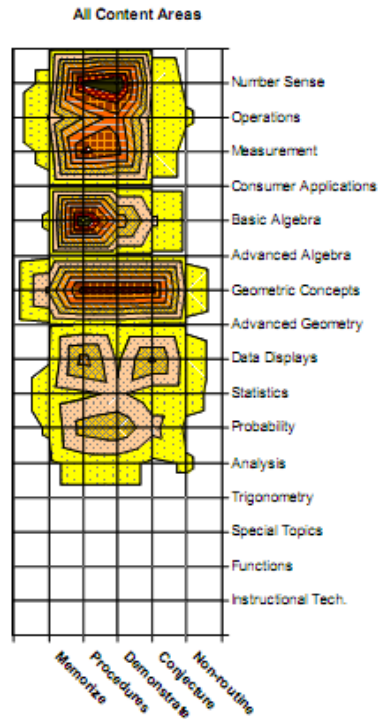 All Content Areas
Number Sense
Operations
Measurement
Consumer Applications
Basic Algebra
Advanced Algebra
Geometric Concepts
Advanced Geometry
Data Displays
Statistics
Probability
Analysis
Trigonometry
Special Topics
Functions
Instructional Tech.
Memorize
Procedures
Demonstrate
Conjecture
Non-routine